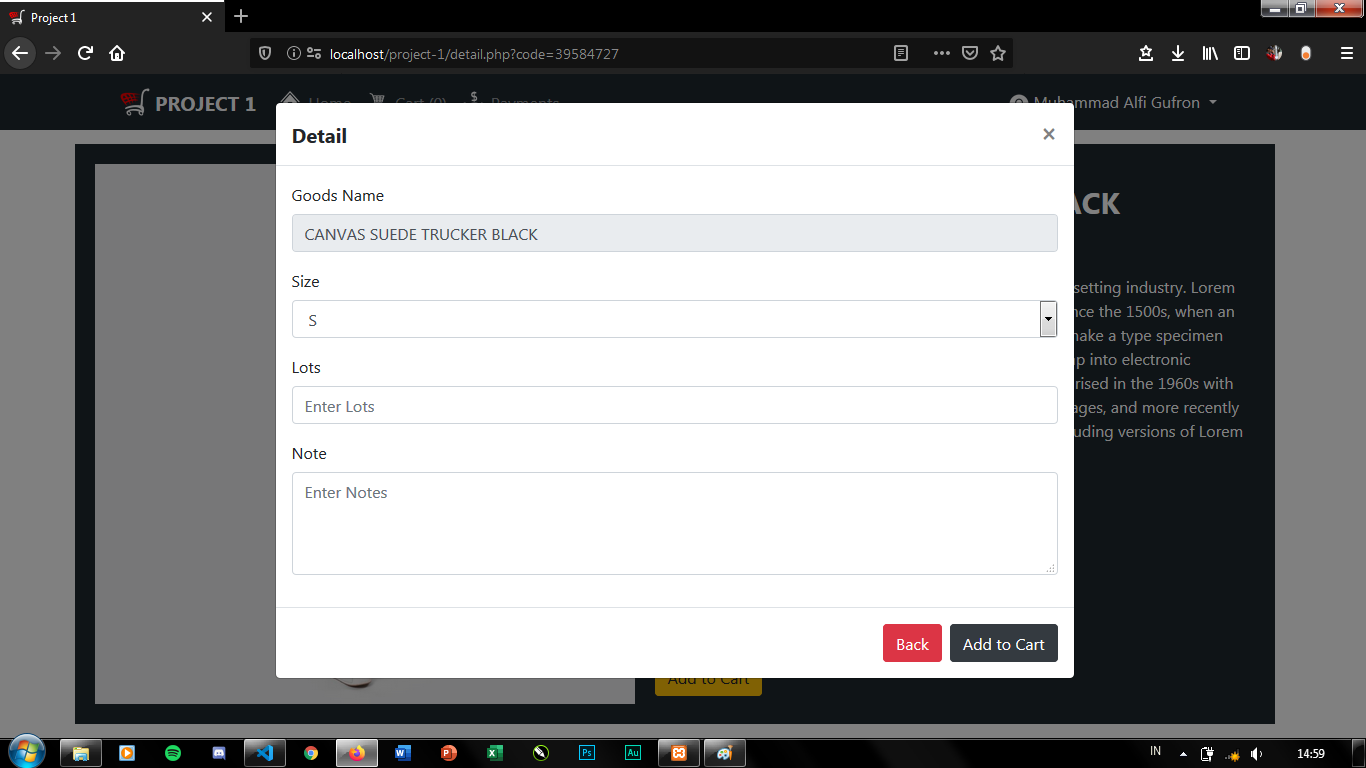 Project 1
localhost/project-1/detail.php?code=39584727
PROJECT 1
Home
Cart (0)
Payments
Muhammad Alfi Gufron
Detail
×
Goods Name
CANVAS SUEDE TRUCKER BLACK
Size
S
Lots
Enter Lots
Note
Enter Notes
Back
Add to Cart
ACK
setting industry. Lorem
nce the 1500s, when an
make a type specimen
p into electronic
rised in the 1960s with
ages, and more recently
uding versions of Lorem
Add to Cart
IN
14:59